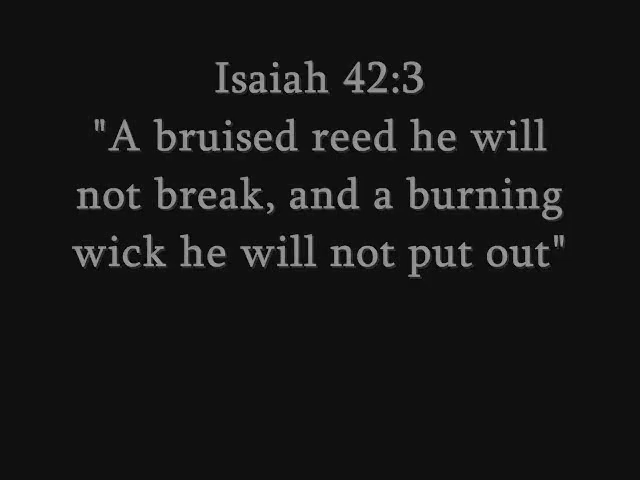 Isaiah 42:3
"A bruised reed he will
not break, and a burning
wick he will not put out"